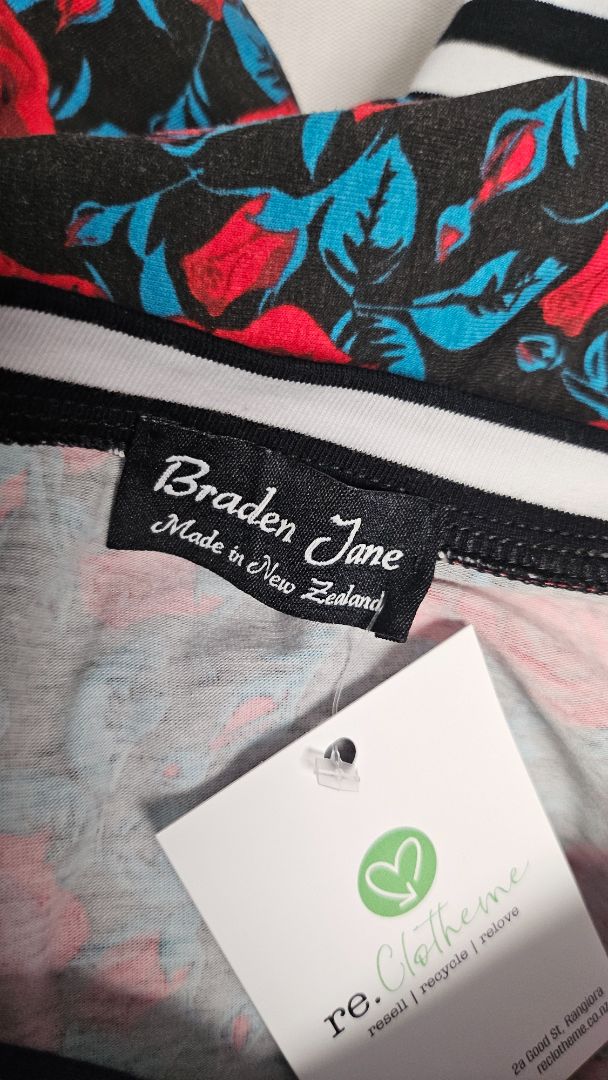 Braden Jane
Made in New Zealand
re.Clotheme
resell | recycle | relove
2a Good St, Rangiora
reclotheme.co.nz